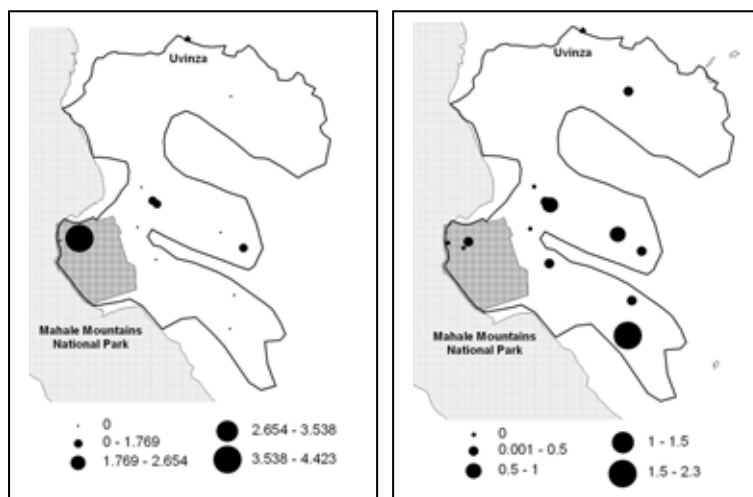 Uvinza
Mahale Mountains
National Park
0
0 - 1.769
1.769 - 2.654
2.654 - 3.538
3.538 - 4.423
Uvinza
Mahale Mountains
National Park
0
0.001 - 0.5
0.5 - 1
1 - 1.5
1.5 - 2.3